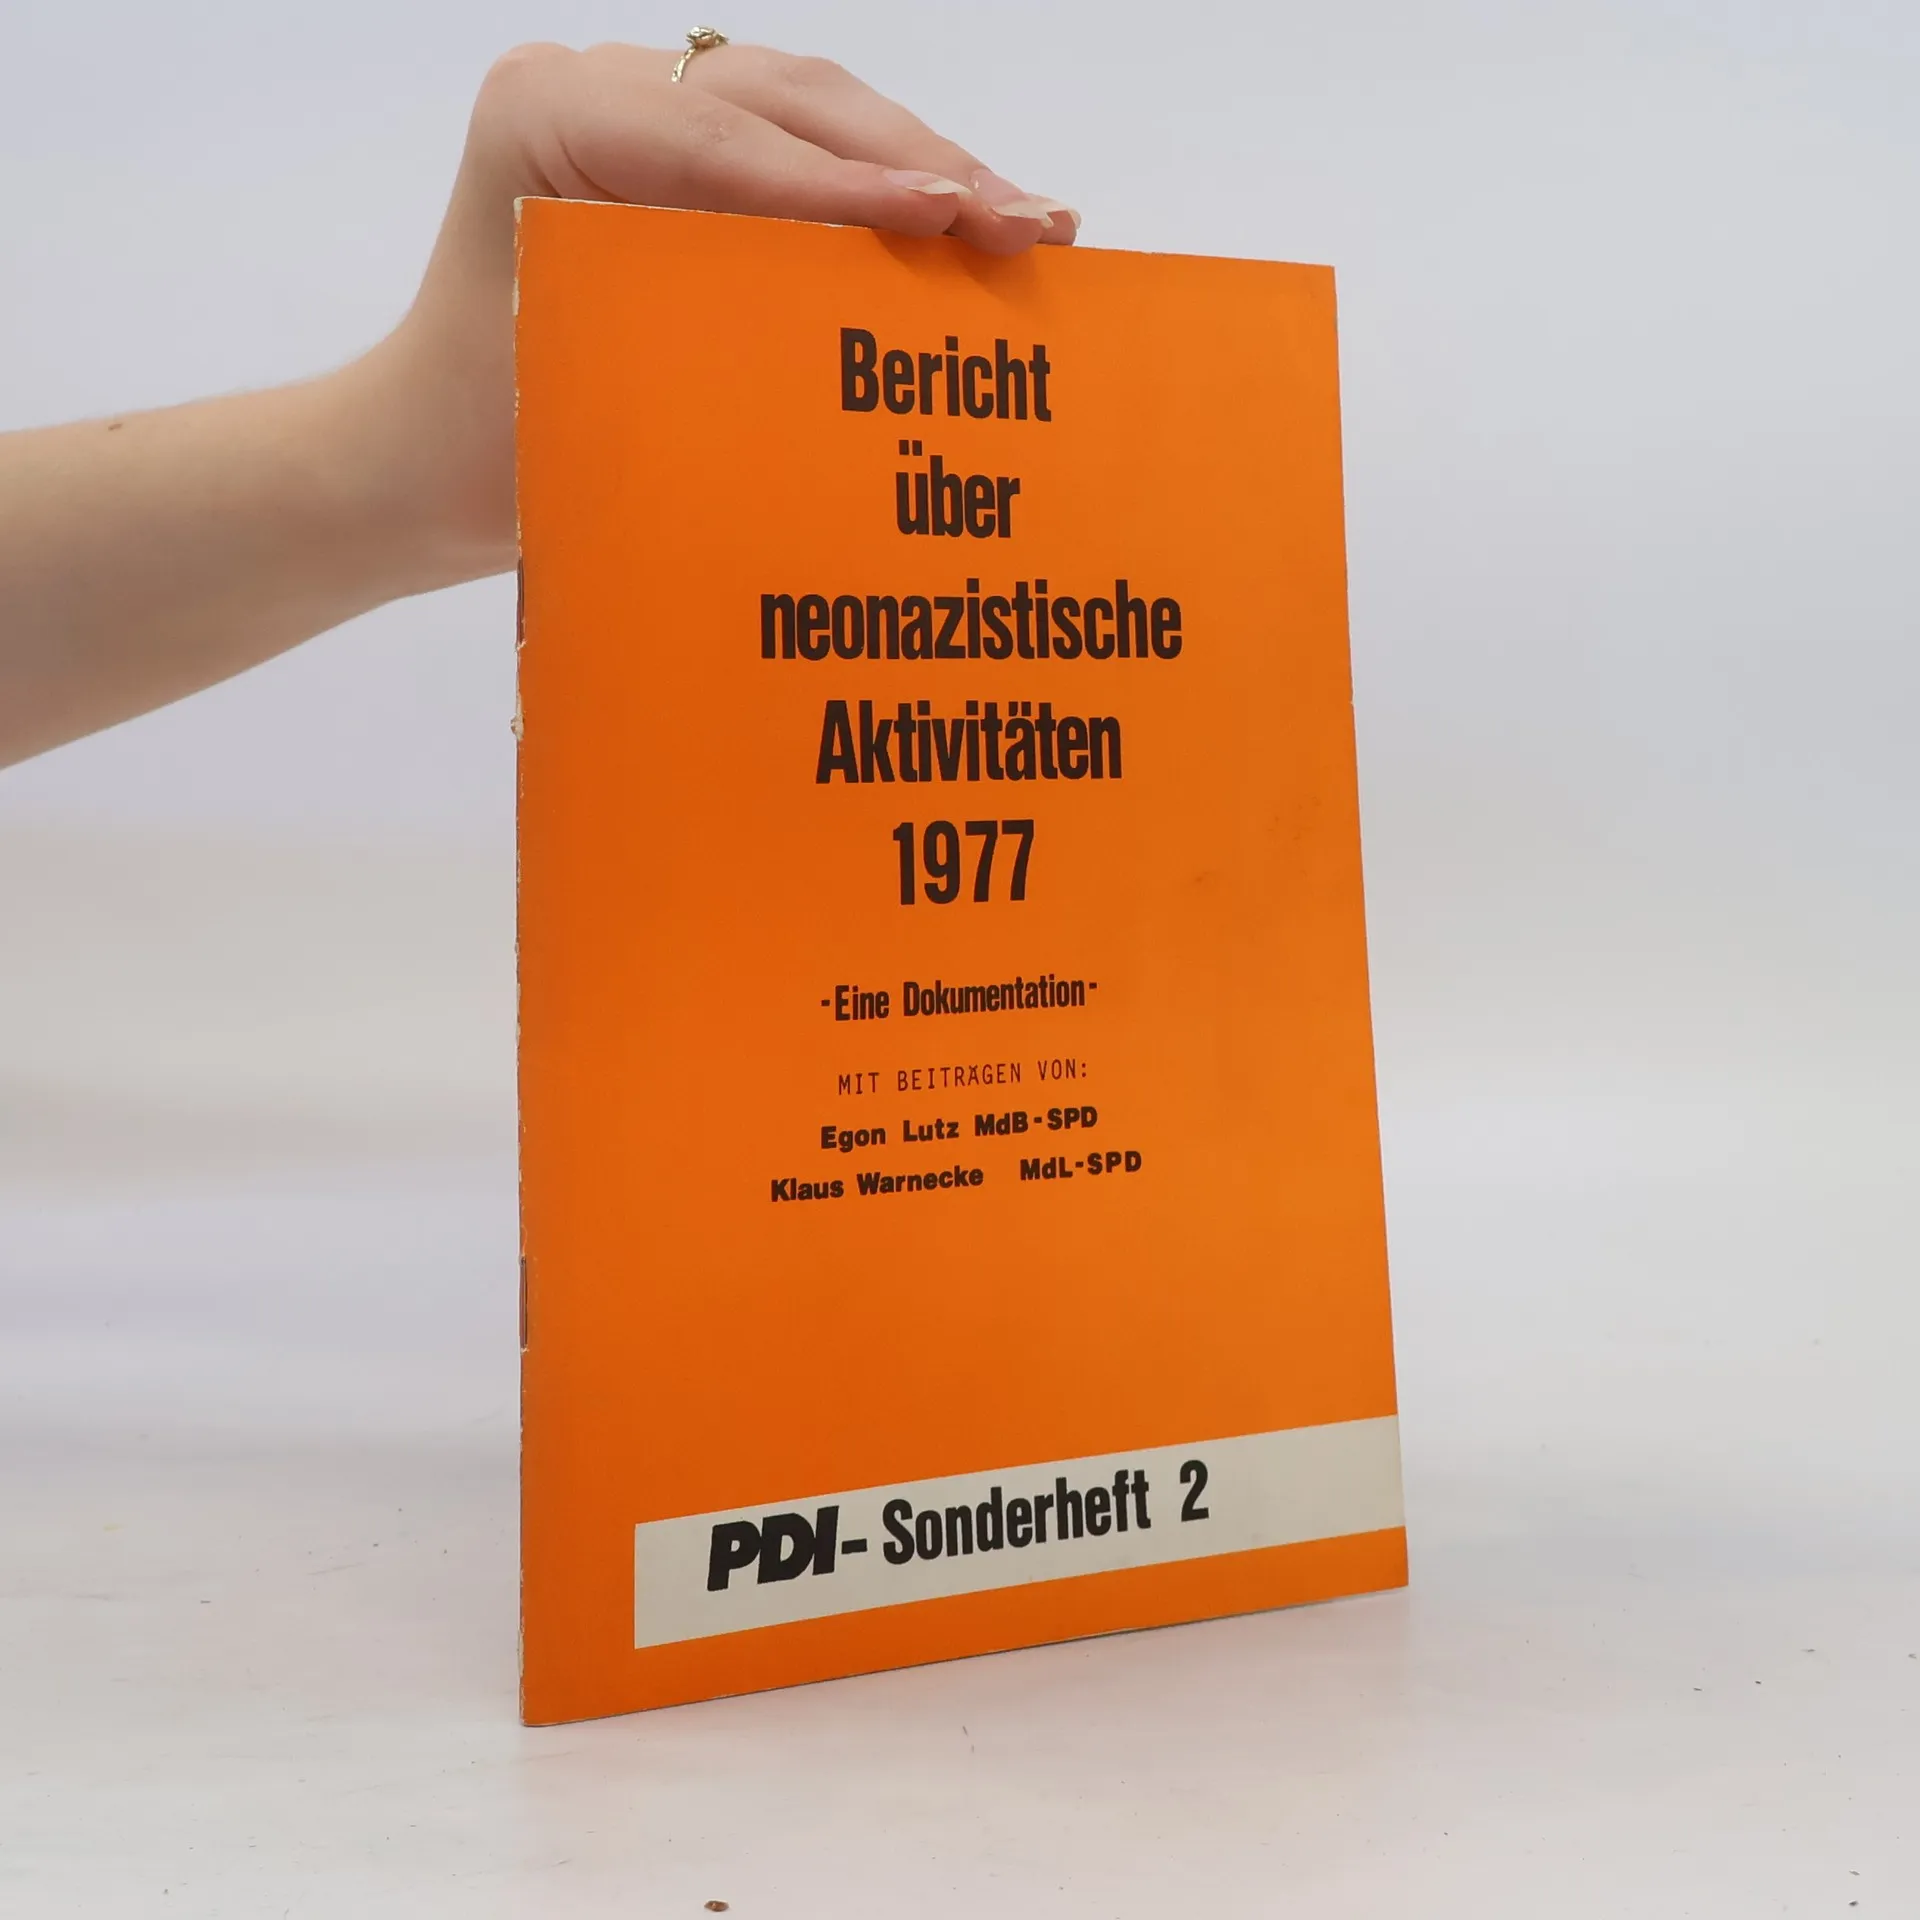 Bericht
über
neonazistische
Aktivitäten
1977
-Eine Dokumentation-
MIT BEITRÄGEN VON:
Egon Lutz MdB-SPD
Klaus Warnecke MdL-SPD
PDI-Sonderheft 2